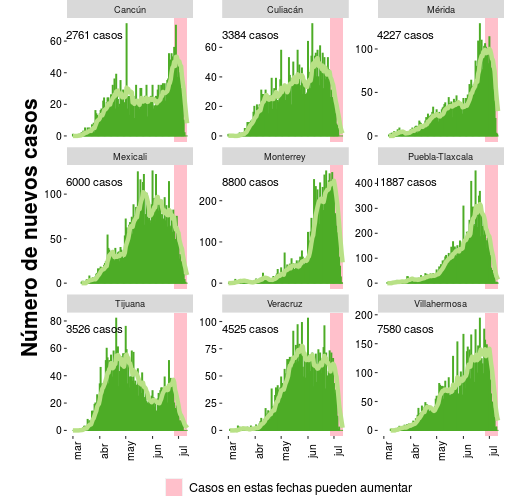 Número de nuevos casos
Cancún
Culiacán
Mérida
2761 casos
3384 casos
4227 casos
60
40
20
0
60
40
20
0
100
50
0
Mexicali
Monterrey
Puebla-Tlaxcala
6000 casos
8800 casos
11887 casos
100
50
0
200
100
0
400
300
200
100
0
Tijuana
Veracruz
Villahermosa
3526 casos
4525 casos
7580 casos
80
60
40
20
0
100
75
50
25
0
200
150
100
50
0
mar abr may jun jul
mar abr may jun jul
mar abr may jun jul
Casos en estas fechas pueden aumentar